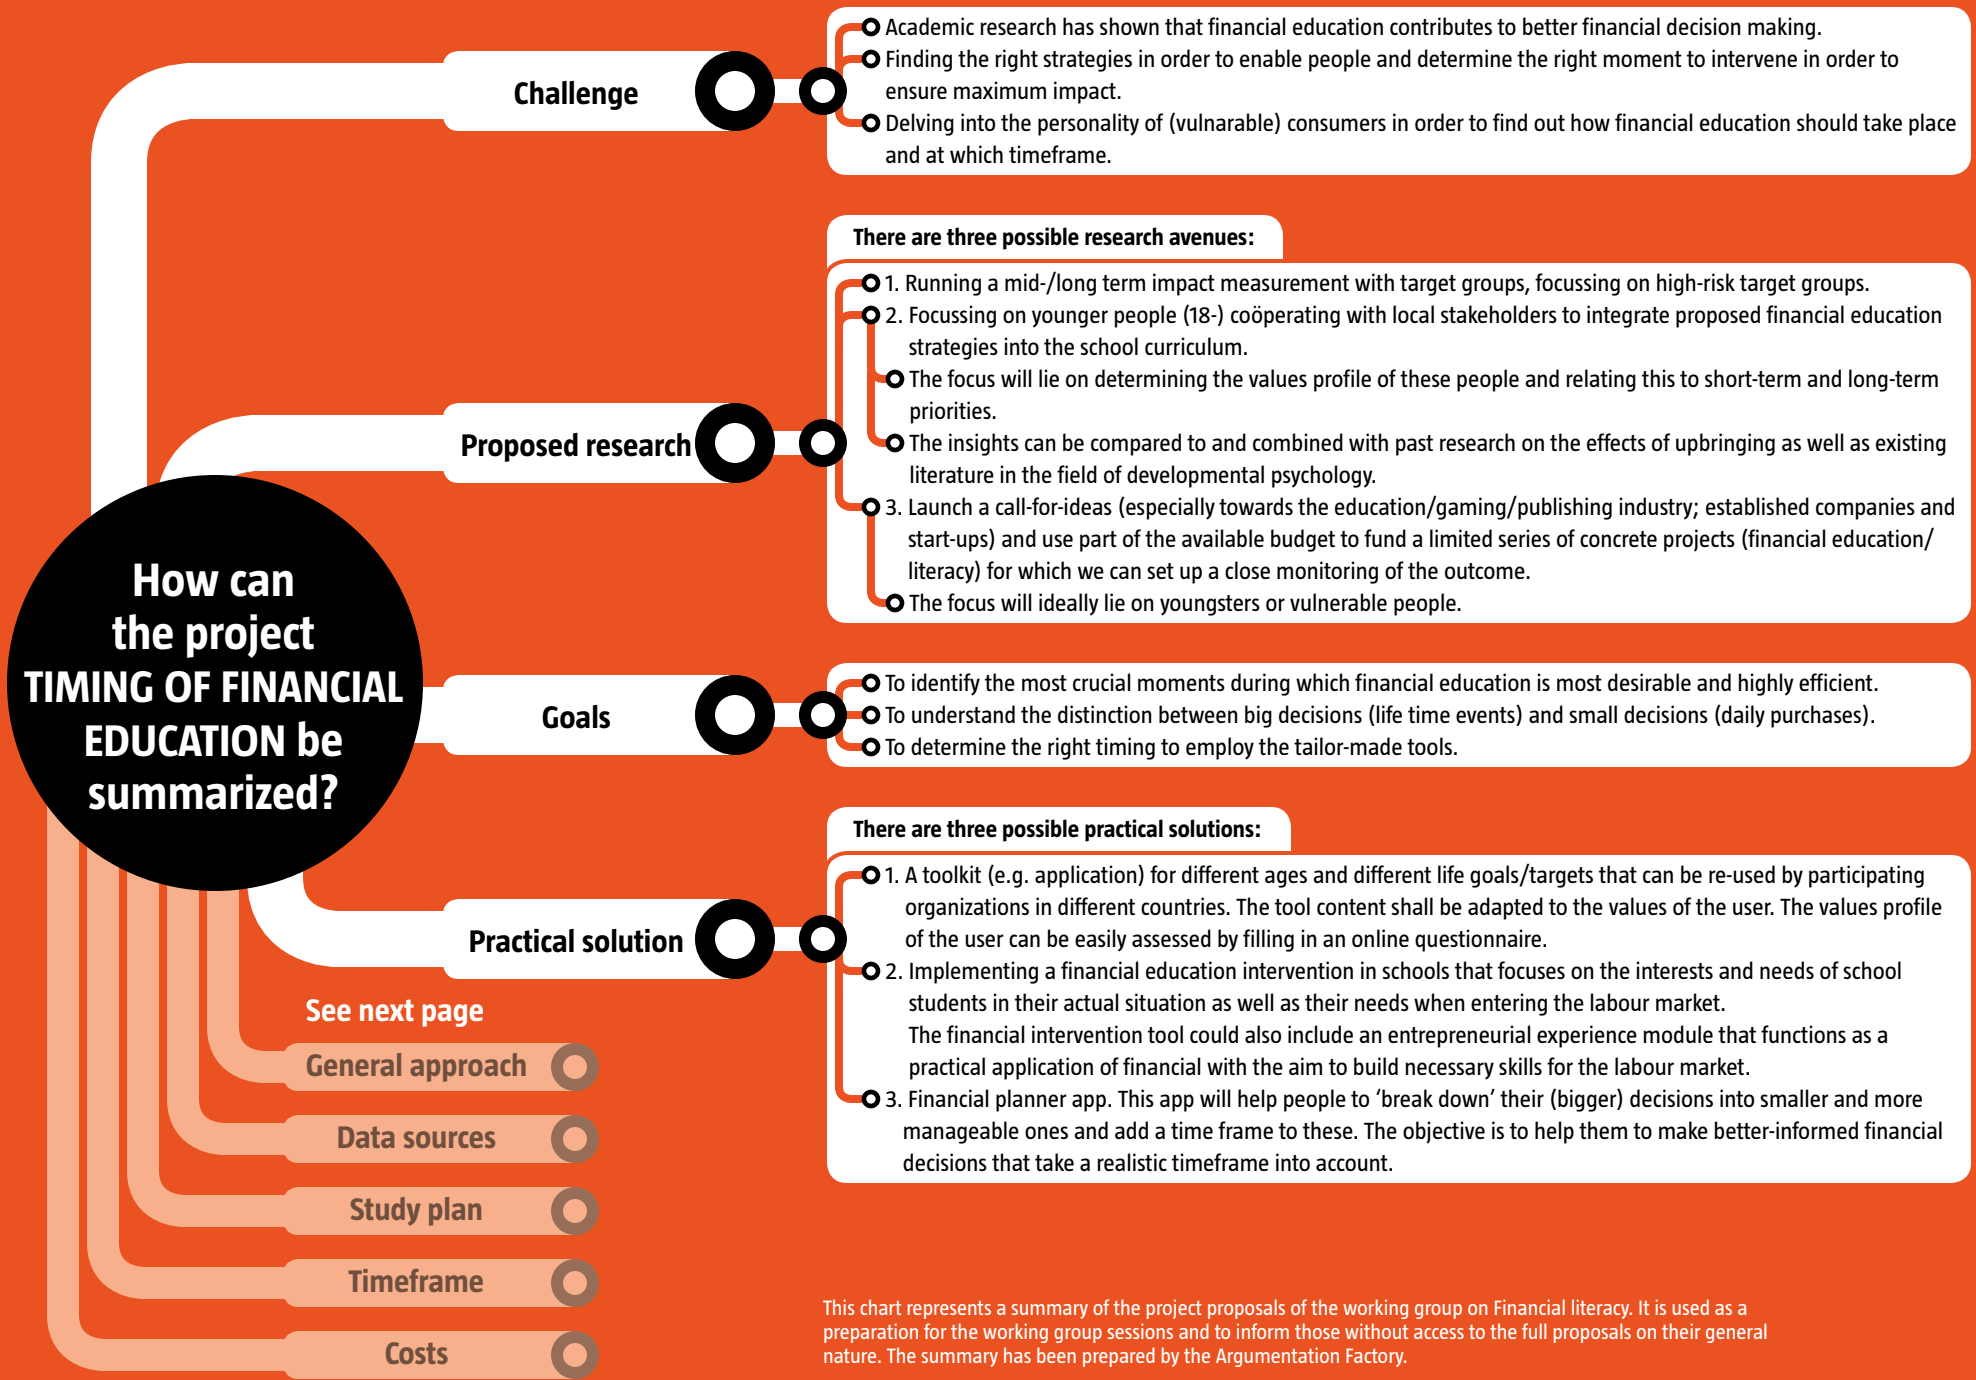 How can
the project
TIMING OF FINANCIAL
EDUCATION be
summarized?
Challenge
Academic research has shown that financial education contributes to better financial decision making.
Finding the right strategies in order to enable people and determine the right moment to intervene in order to
ensure maximum impact.
Delving into the personality of (vulnarable) consumers in order to find out how financial education should take place
and at which timeframe.
Proposed research
There are three possible research avenues:
1. Running a mid-/long term impact measurement with target groups, focussing on high-risk target groups.
2. Focussing on younger people (18-) coöperating with local stakeholders to integrate proposed financial education
strategies into the school curriculum.
The focus will lie on determining the values profile of these people and relating this to short-term and long-term
priorities.
The insights can be compared to and combined with past research on the effects of upbringing as well as existing
literature in the field of developmental psychology.
3. Launch a call-for-ideas (especially towards the education/gaming/publishing industry; established companies and
start-ups) and use part of the available budget to fund a limited series of concrete projects (financial education/
literacy) for which we can set up a close monitoring of the outcome.
The focus will ideally lie on youngsters or vulnerable people.
Goals
To identify the most crucial moments during which financial education is most desirable and highly efficient.
To understand the distinction between big decisions (life time events) and small decisions (daily purchases).
To determine the right timing to employ the tailor-made tools.
Practical solution
There are three possible practical solutions:
1. A toolkit (e.g. application) for different ages and different life goals/targets that can be re-used by participating
organizations in different countries. The tool content shall be adapted to the values of the user. The values profile
of the user can be easily assessed by filling in an online questionnaire.
2. Implementing a financial education intervention in schools that focuses on the interests and needs of school
students in their actual situation as well as their needs when entering the labour market.
The financial intervention tool could also include an entrepreneurial experience module that functions as a
practical application of financial with the aim to build necessary skills for the labour market.
3. Financial planner app. This app will help people to ‘break down’ their (bigger) decisions into smaller and more
manageable ones and add a time frame to these. The objective is to help them to make better-informed financial
decisions that take a realistic timeframe into account.
See next page
General approach
Data sources
Study plan
Timeframe
Costs
This chart represents a summary of the project proposals of the working group on Financial literacy. It is used as a
preparation for the working group sessions and to inform those without access to the full proposals on their general
nature. The summary has been prepared by the Argumentation Factory.